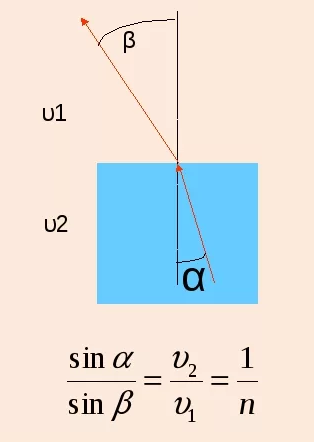 β
υ1
υ2
α
sin α / sin β = υ₂ / υ₁ = 1 / n